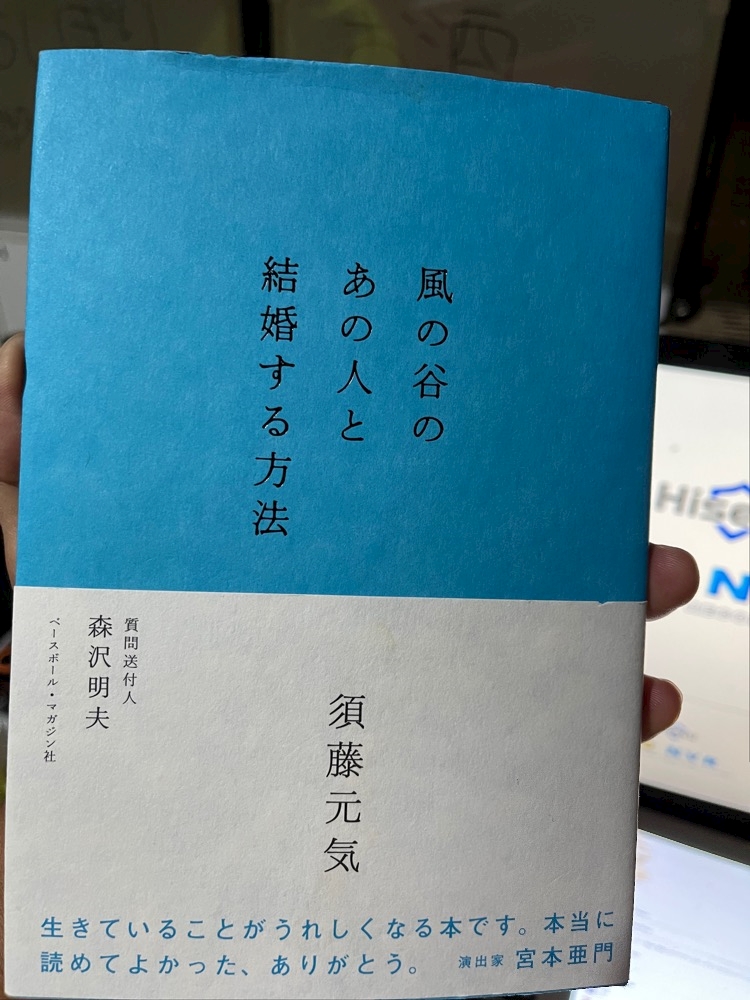 風の谷の
あの人と
結婚する方法
須藤元気
質問送付人
森沢明夫
ベースボール・マガジン社
生きていることがうれしくなる本です。本当に
読めてよかった、ありがとう。 演出家 宮本亜門